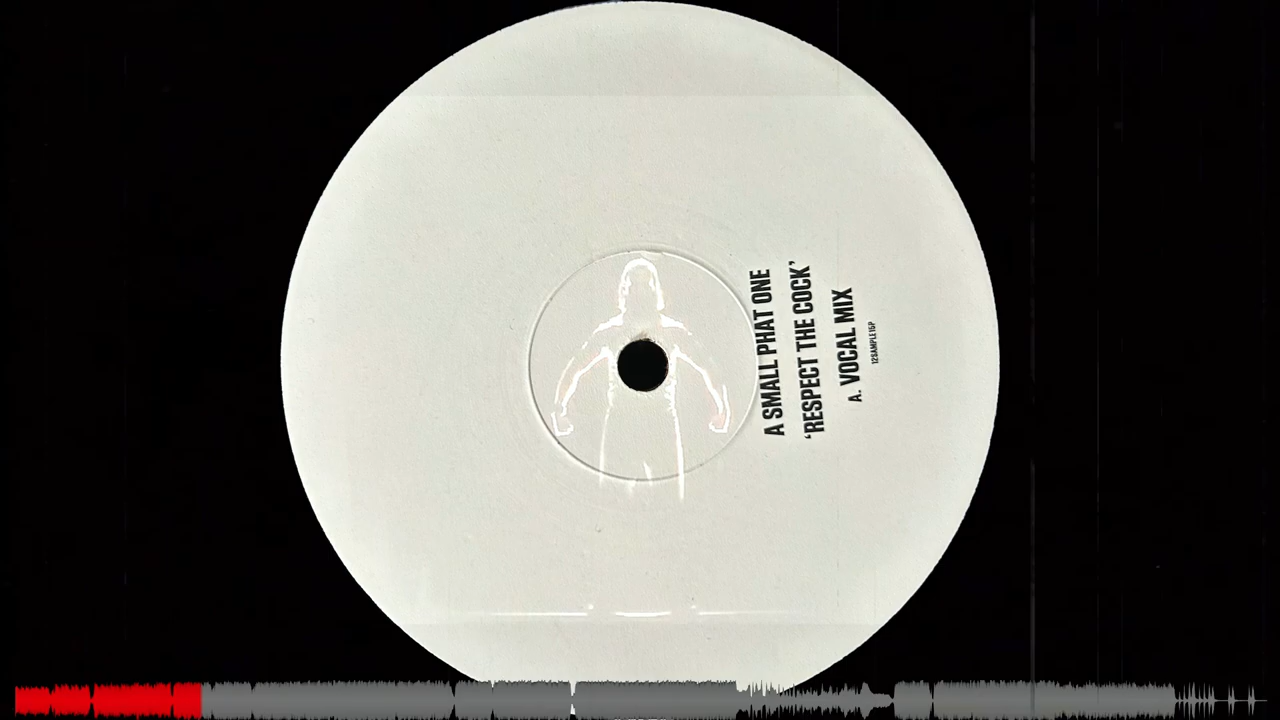 A SMALL PHAT ONE
‘RESPECT THE COCK’
A. VOCAL MIX
12SAMPLE15P